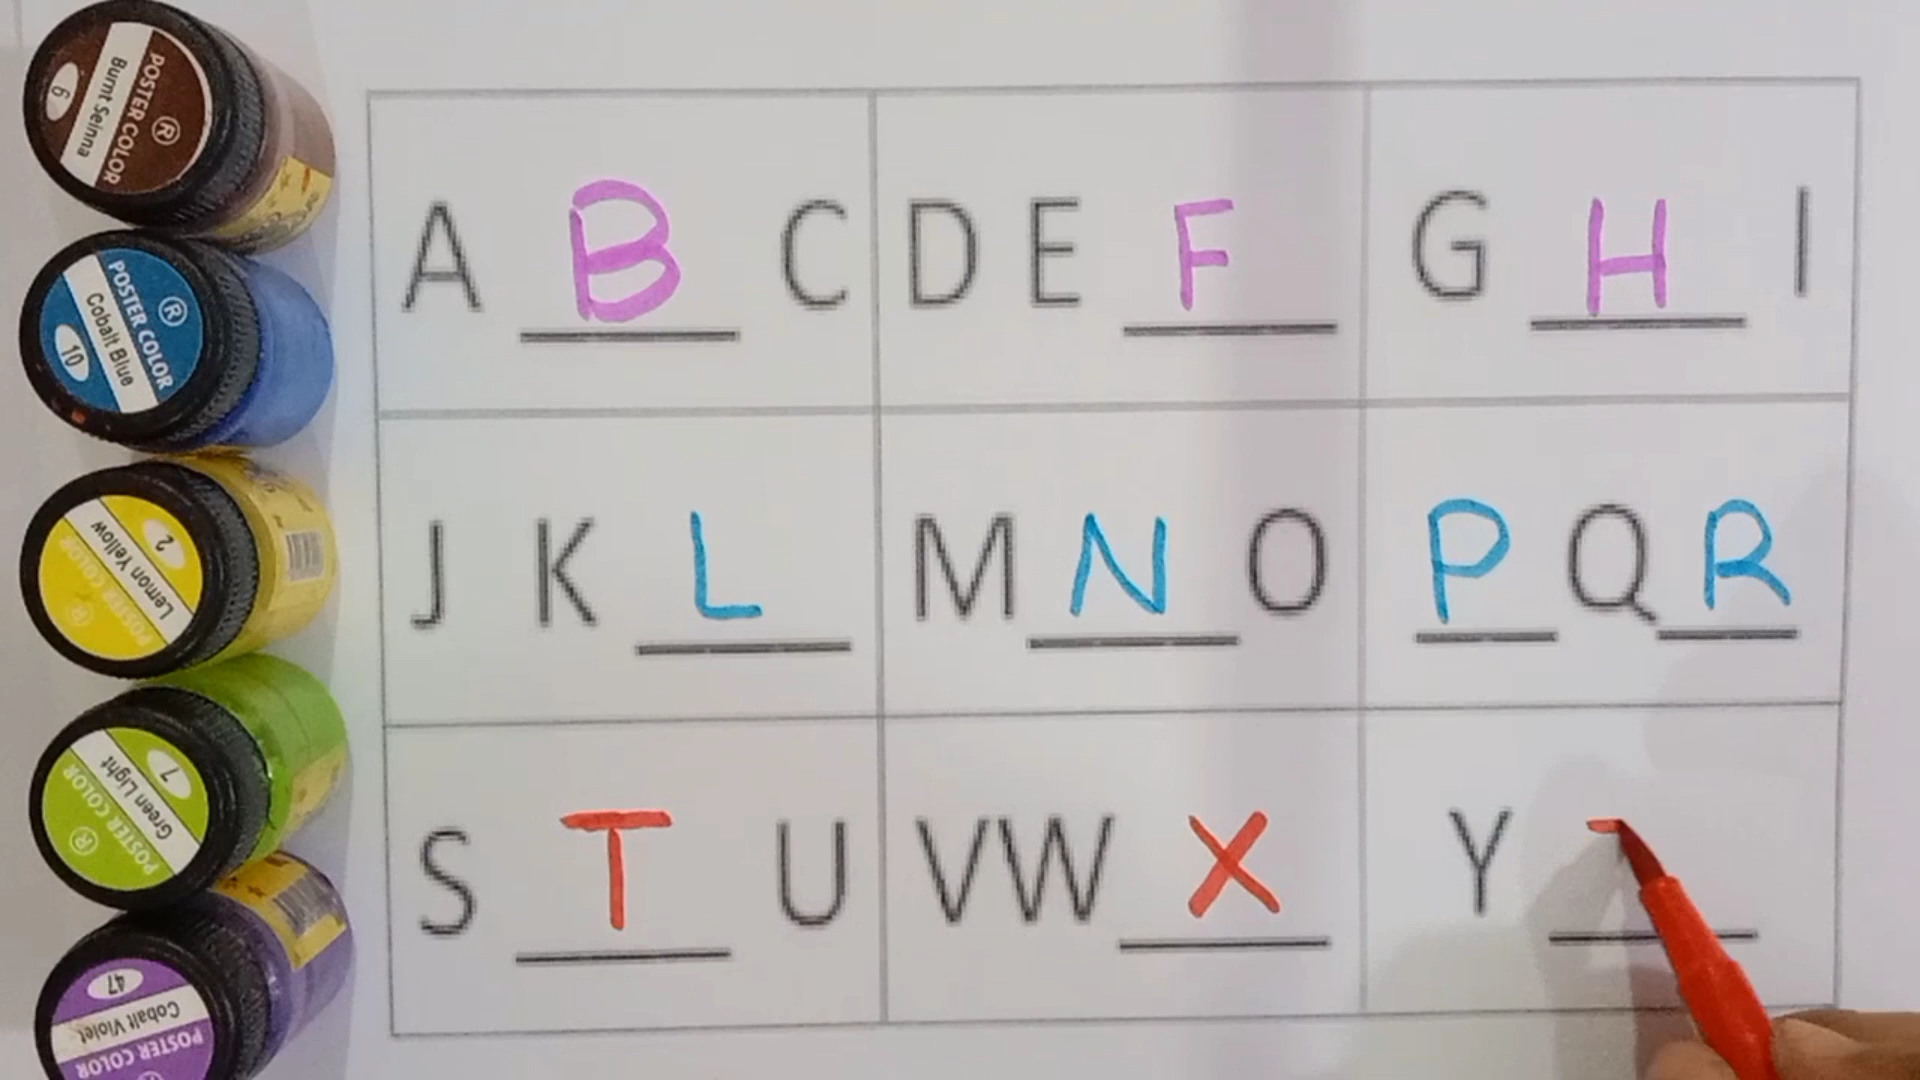 POSTER COLOR
Burnt Seinna
6
®
POSTER COLOR
Cobalt Blue
10
®
POSTER COLOR
Lemon Yellow
2
®
POSTER COLOR
Green Light
7
®
POSTER COLOR
Cobalt Violet
47
®
A B C D E F G H I
J K L M N O P Q R
S T U V W X Y